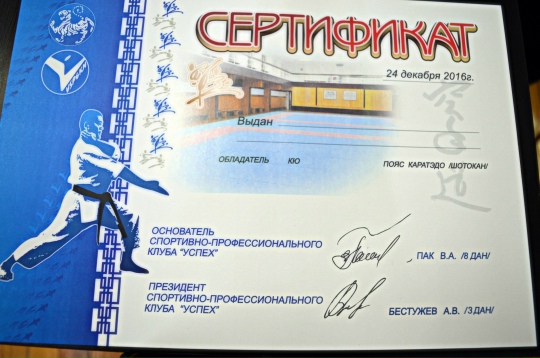 СЕРТИФИКАТ
24 декабря 2016г.
Выдан
ОБЛАДАТЕЛЬ КЮ ПОЯС КАРАТЭДО /ШОТОКАН/
ОСНОВАТЕЛЬ
СПОРТИВНО-ПРОФЕССИОНАЛЬНОГО
КЛУБА "УСПЕХ"
ПАК В.А. /8 ДАН/
ПРЕЗИДЕНТ
СПОРТИВНО-ПРОФЕССИОНАЛЬНОГО
КЛУБА "УСПЕХ"
БЕСТУЖЕВ А.В. /3 ДАН/